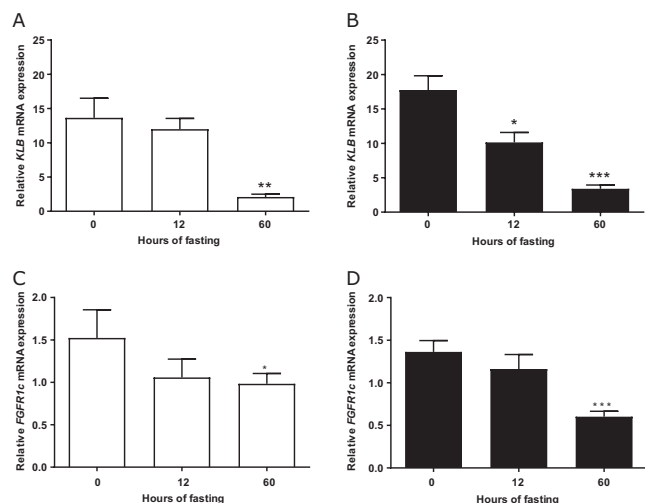 A
Relative KLB mRNA expression
25
20
15
10
5
0
**
0 12 60
Hours of fasting
B
Relative KLB mRNA expression
25
20
15
10
5
0
*
***
0 12 60
Hours of fasting
C
Relative FGFR1c mRNA expression
2.0
1.5
1.0
0.5
0.0
*
0 12 60
Hours of fasting
D
Relative FGFR1c mRNA expression
2.0
1.5
1.0
0.5
0.0
***
0 12 60
Hours of fasting